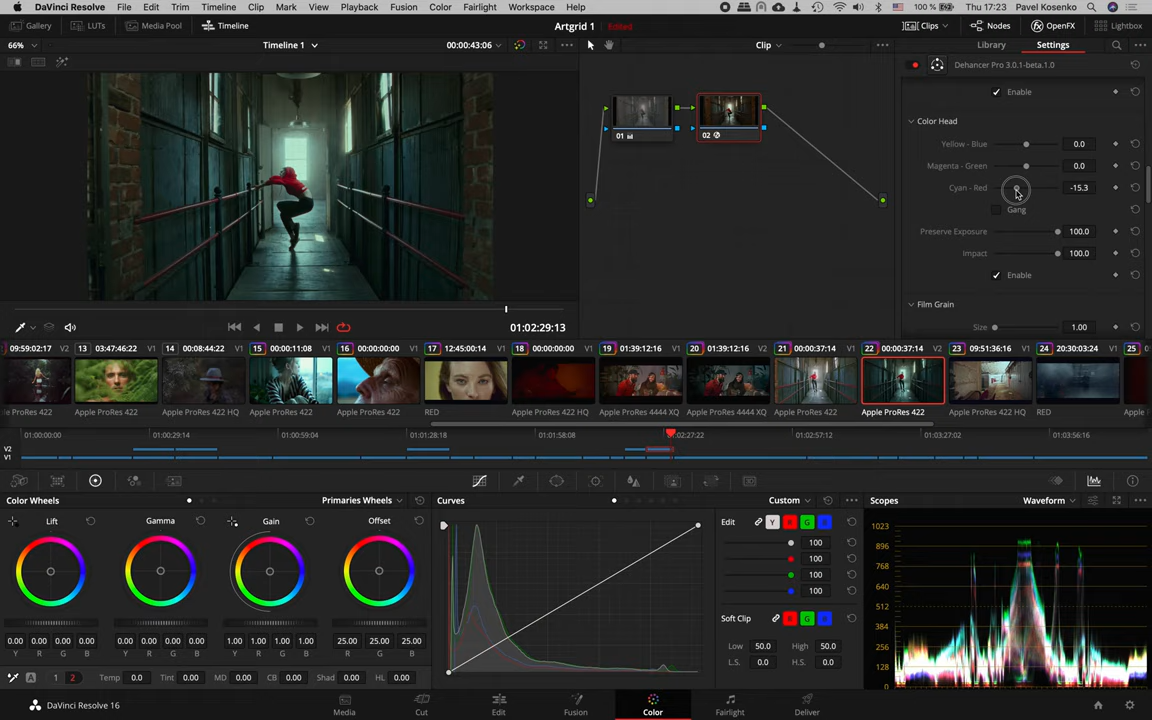 DaVinci Resolve File Edit Trim Timeline Clip Mark View Playback Fusion Color Fairlight Workspace Help 100 % Thu 17:23 Pavel Kosenko
Gallery LUTs Media Pool Timeline Artgrid 1 Edited Clips Nodes OpenFX Lightbox
66% Timeline 1 00:00:43:06 Clip Library Settings
Dehancer Pro 3.0.1-beta.1.0
Enable
Color Head
Yellow - Blue 0.0
Magenta - Green 0.0
Cyan - Red -15.3
Gang
Preserve Exposure 100.0
Impact 100.0
Enable
Film Grain
Size 1.00
01
02
01:02:29:13
09:59:02:17 V1 13 03:47:46:22 V1 14 00:08:44:22 V1 15 00:00:11:08 V1 16 00:00:00:00 V1 17 12:45:00:14 V1 18 00:00:00:00 V1 19 01:39:12:16 V1 20 01:39:12:16 V2 21 00:00:37:14 V1 22 00:00:37:14 V2 23 09:51:36:16 V1 24 20:30:03:24 V1 25
le ProRes 422 Apple ProRes 422 Apple ProRes 422 HQ Apple ProRes 422 Apple ProRes 422 RED Apple ProRes 422 HQ Apple ProRes 4444 XQ Apple ProRes 4444 XQ Apple ProRes 422 Apple ProRes 422 Apple ProRes 422 HQ RED Apple P
01:00:00:00 01:00:29:14 01:00:59:04 01:01:28:18 01:01:58:08 01:02:27:22 01:02:57:12 01:03:27:02 01:03:56:16
V2
V1
Color Wheels Primaries Wheels Curves Custom Scopes Waveform
Lift Gamma Gain Offset
Edit Y R G B
100
100
100
100
Soft Clip R G B
Low 50.0 High 50.0
L.S. 0.0 H.S. 0.0
0.00 0.00 0.00 0.00 0.00 0.00 0.00 0.00 1.00 1.00 1.00 1.00 25.00 25.00 25.00
Y R G B Y R G B Y R G B R G B
A 1 2 Temp 0.0 Tint 0.00 MD 0.00 CB 0.00 Shad 0.00 HL 0.00
1023
896
768
640
512
384
256
128
0
DaVinci Resolve 16 Media Cut Edit Fusion Color Fairlight Deliver